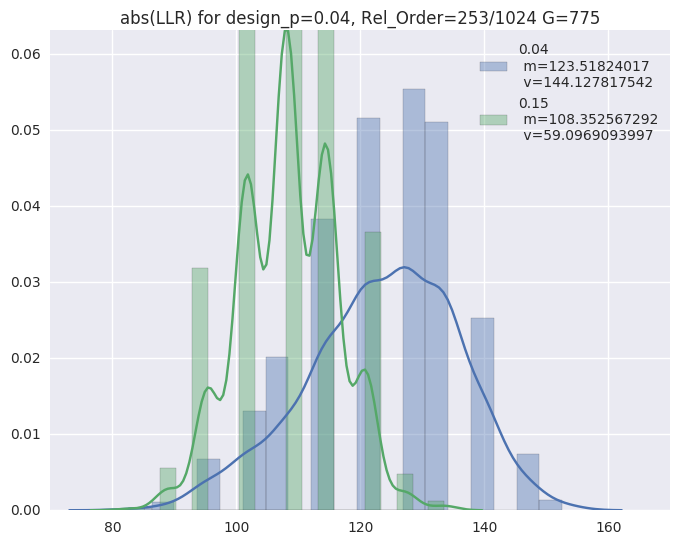 abs(LLR) for design_p=0.04, Rel_Order=253/1024 G=775
0.04
m=123.51824017
v=144.127817542
0.15
m=108.352567292
v=59.0969093997
0.06
0.05
0.04
0.03
0.02
0.01
0.00
80 100 120 140 160